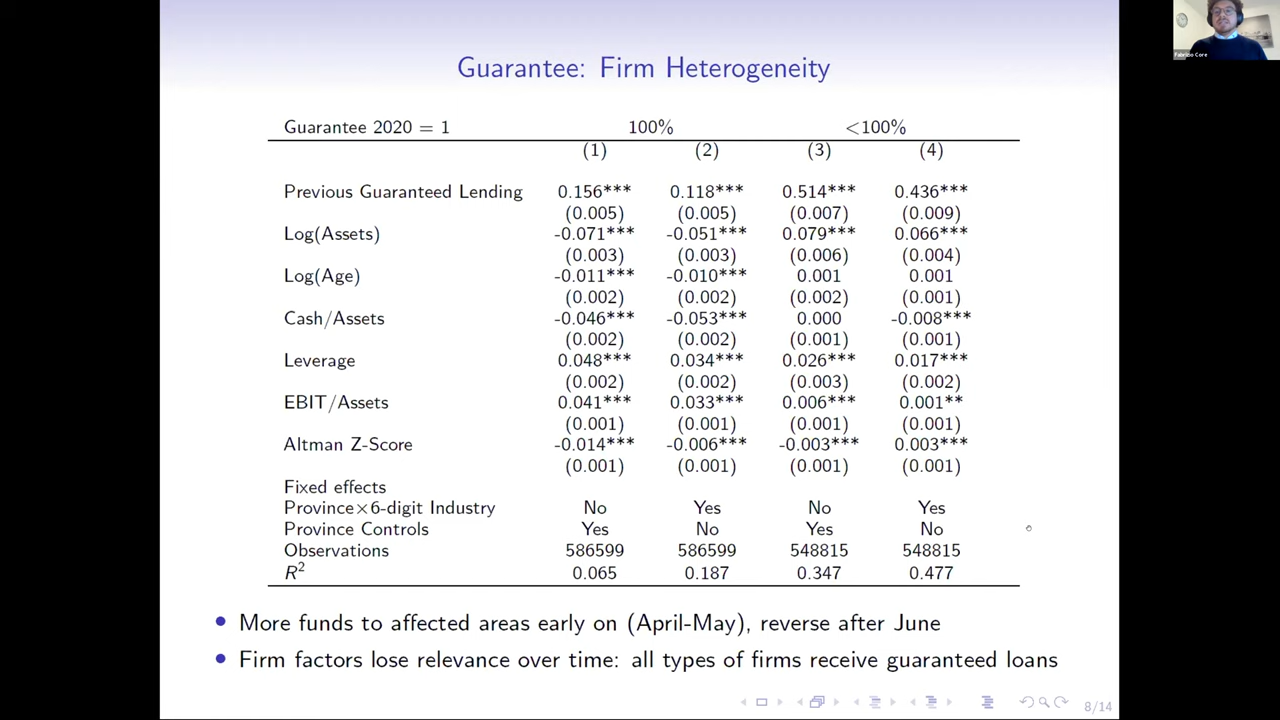 Fabrizio Core
Guarantee: Firm Heterogeneity
Guarantee 2020 = 1 100% <100%
(1) (2) (3) (4)
Previous Guaranteed Lending 0.156*** 0.118*** 0.514*** 0.436***
(0.005) (0.005) (0.007) (0.009)
Log(Assets) -0.071*** -0.051*** 0.079*** 0.066***
(0.003) (0.003) (0.006) (0.004)
Log(Age) -0.011*** -0.010*** 0.001 0.001
(0.002) (0.002) (0.002) (0.001)
Cash/Assets -0.046*** -0.053*** 0.000 -0.008***
(0.002) (0.002) (0.001) (0.001)
Leverage 0.048*** 0.034*** 0.026*** 0.017***
(0.002) (0.002) (0.003) (0.002)
EBIT/Assets 0.041*** 0.033*** 0.006*** 0.001**
(0.001) (0.001) (0.001) (0.001)
Altman Z-Score -0.014*** -0.006*** -0.003*** 0.003***
(0.001) (0.001) (0.001) (0.001)
Fixed effects
Province×6-digit Industry No Yes No Yes
Province Controls Yes No Yes No
Observations 586599 586599 548815 548815
R² 0.065 0.187 0.347 0.477
• More funds to affected areas early on (April-May), reverse after June
• Firm factors lose relevance over time: all types of firms receive guaranteed loans
8/14